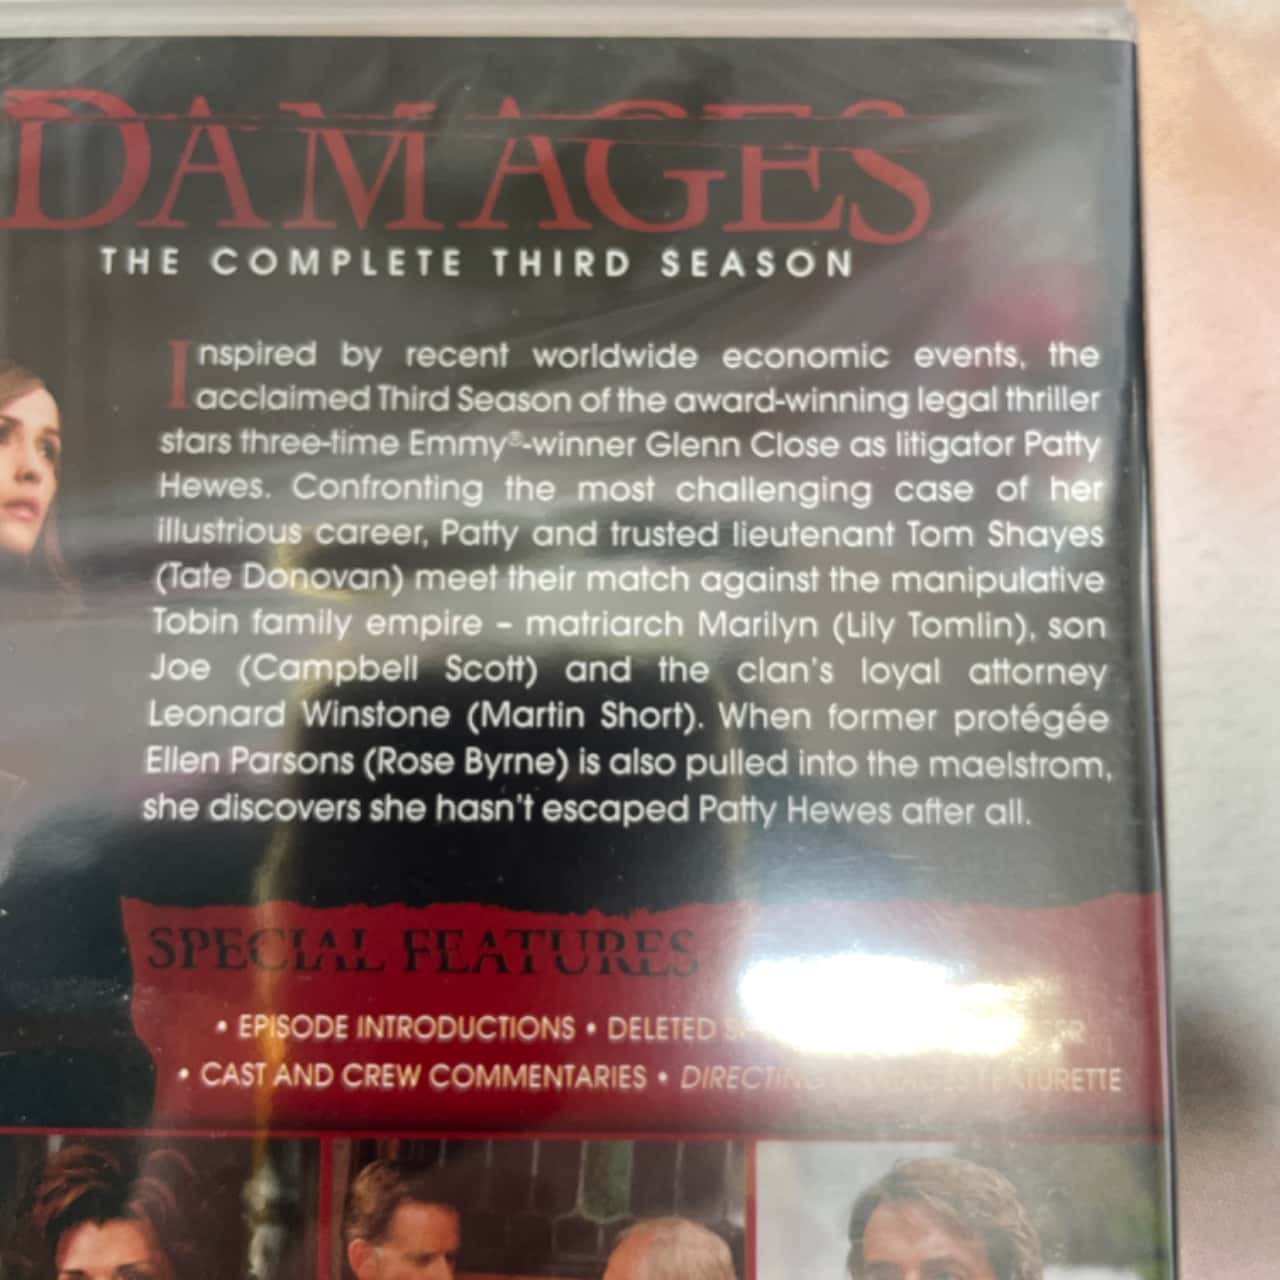 DAMAGES
THE COMPLETE THIRD SEASON
Inspired by recent worldwide economic events, the
acclaimed Third Season of the award-winning legal thriller
stars three-time Emmy®-winner Glenn Close as litigator Patty
Hewes. Confronting the most challenging case of her
illustrious career, Patty and trusted lieutenant Tom Shayes
(Tate Donovan) meet their match against the manipulative
Tobin family empire – matriarch Marilyn (Lily Tomlin), son
Joe (Campbell Scott) and the clan's loyal attorney
Leonard Winstone (Martin Short). When former protégée
Ellen Parsons (Rose Byrne) is also pulled into the maelstrom,
she discovers she hasn't escaped Patty Hewes after all.
SPECIAL FEATURES
• EPISODE INTRODUCTIONS • DELETED
• CAST AND CREW COMMENTARIES • DIRECTING DAMAGES FEATURETTE